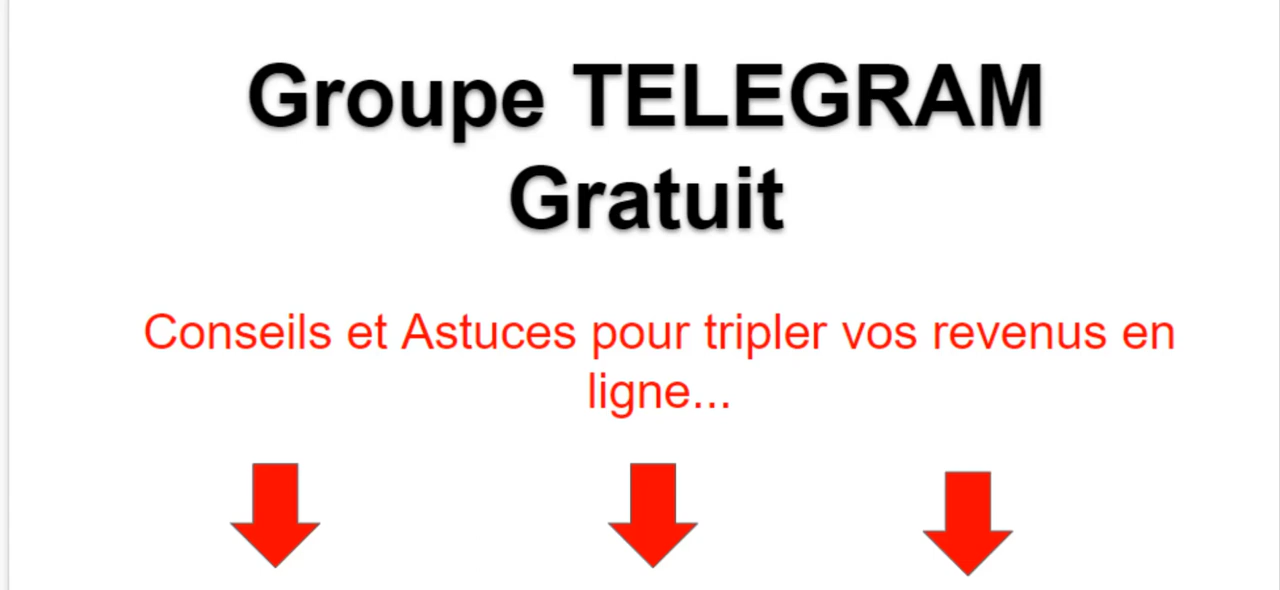 Groupe TELEGRAM
Gratuit
Conseils et Astuces pour tripler vos revenus en
ligne...